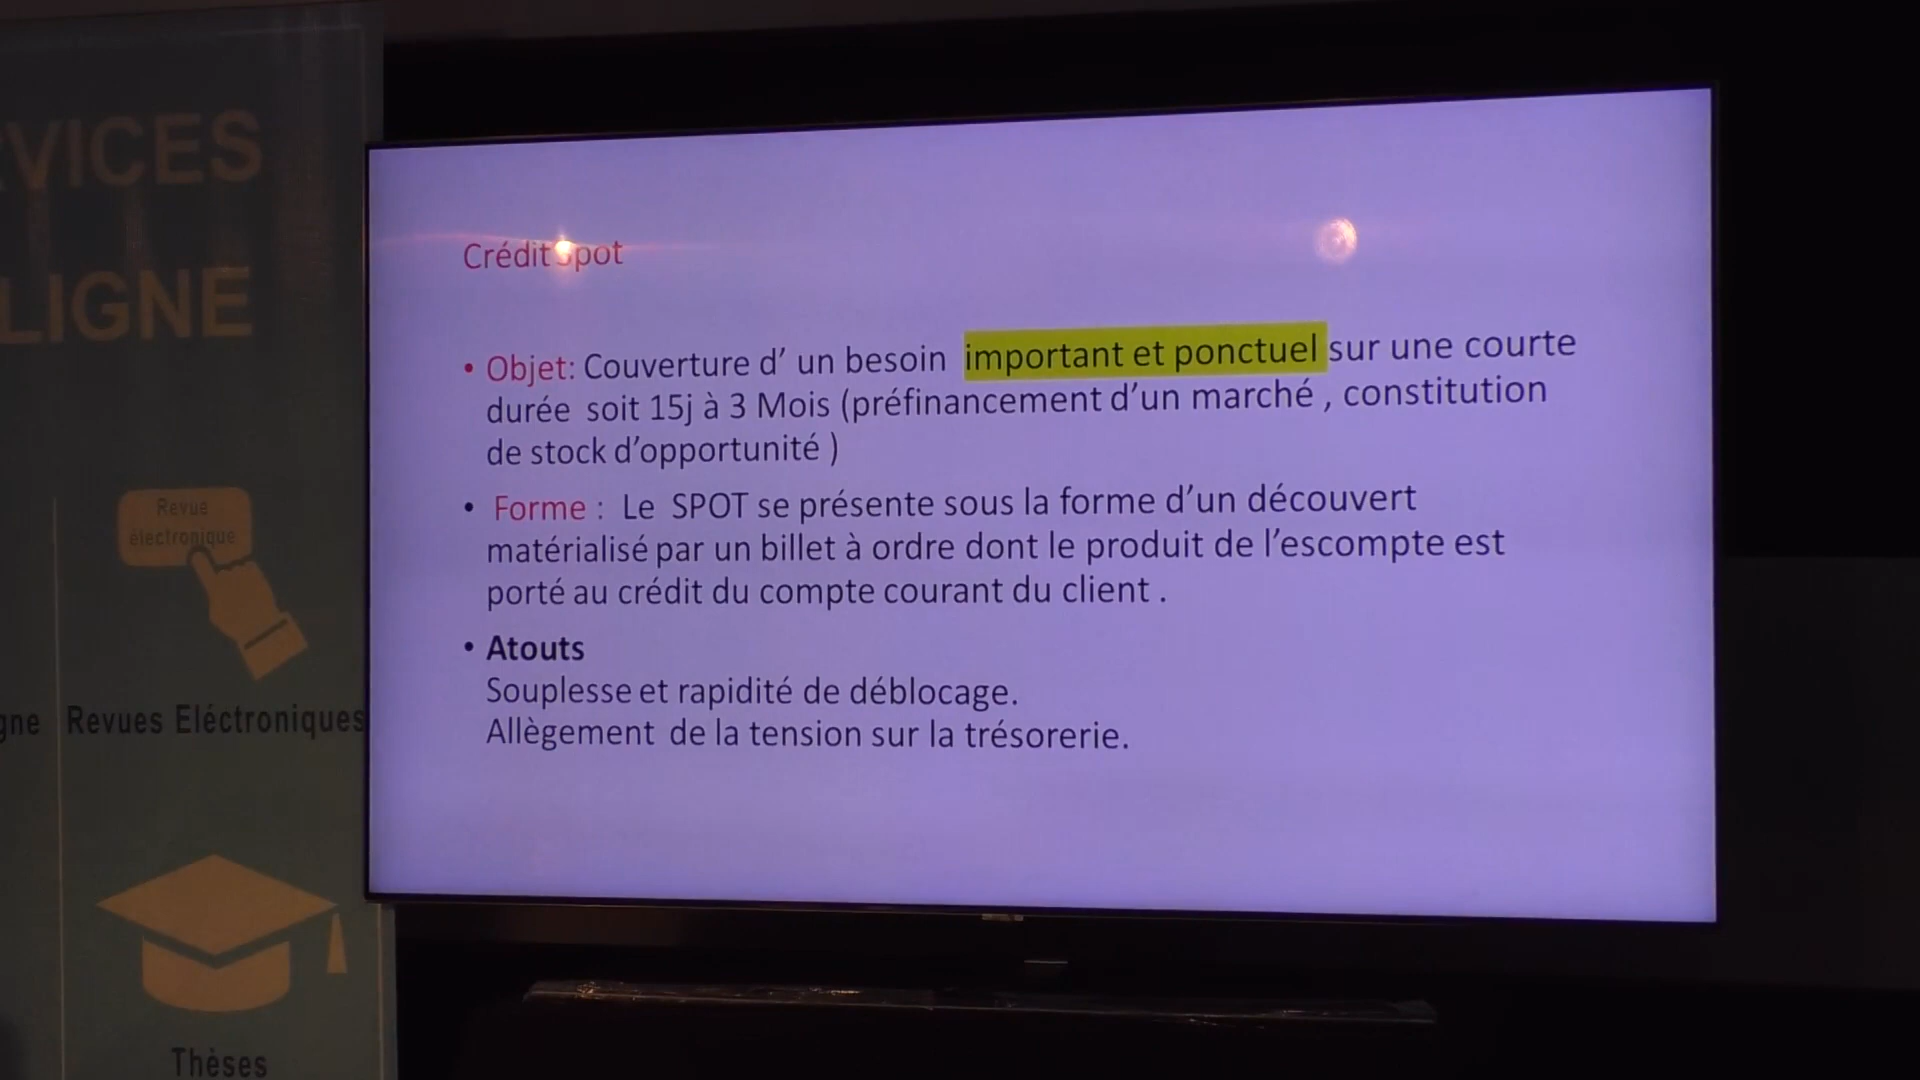 VICES
LIGNE
Revue
électronique
gne
Revues Eléctroniques
Thèses
Crédit Spot
• Objet: Couverture d’ un besoin important et ponctuel sur une courte
durée soit 15j à 3 Mois (préfinancement d’un marché , constitution
de stock d’opportunité )
• Forme : Le SPOT se présente sous la forme d’un découvert
matérialisé par un billet à ordre dont le produit de l’escompte est
porté au crédit du compte courant du client .
• Atouts
Souplesse et rapidité de déblocage.
Allègement de la tension sur la trésorerie.